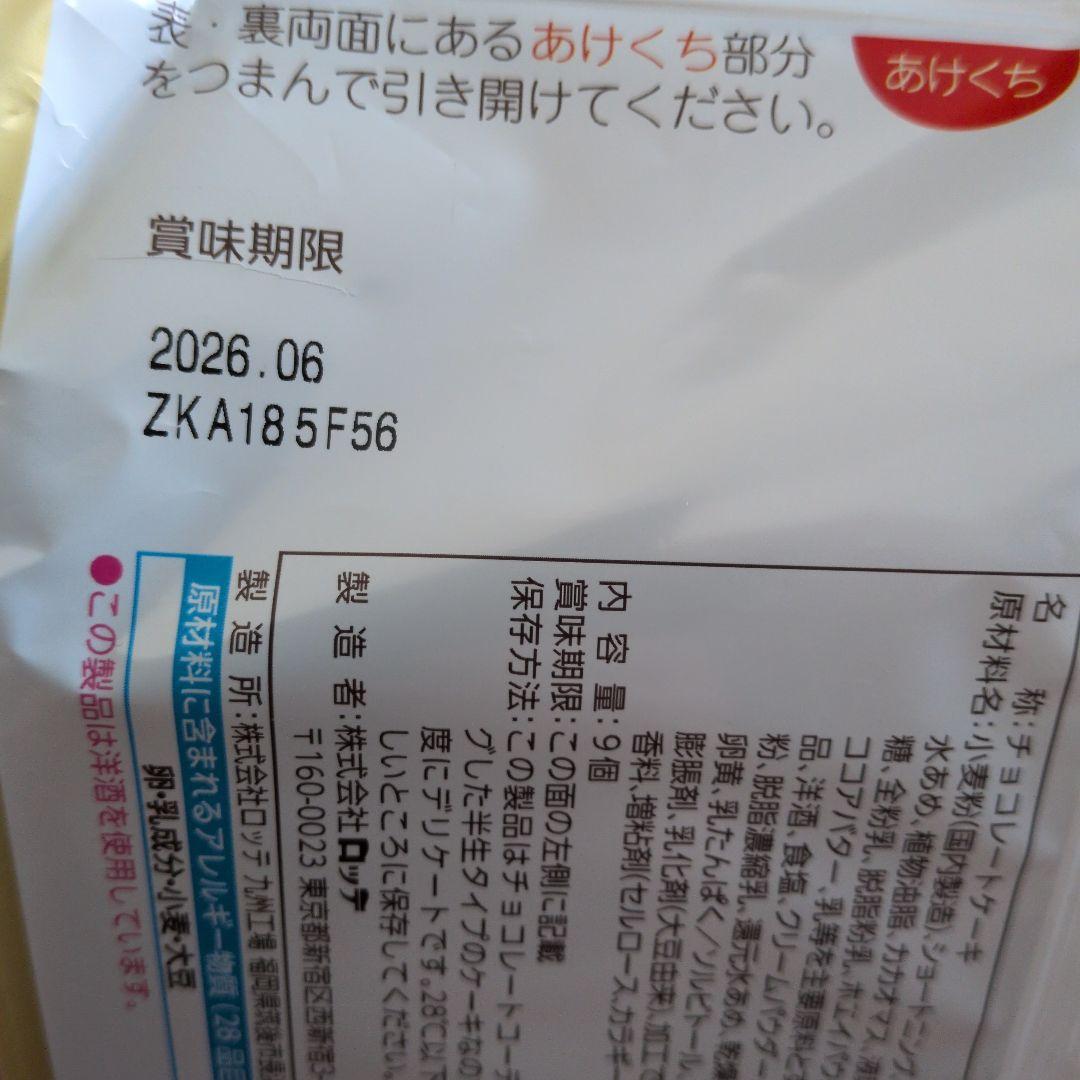 表・裏両面にあるあけくち部分
をつまんで引き開けてください。
あけくち
賞味期限
2026.06
ZKA185F56
名 称:チョコレートケーキ
原材料名:小麦粉(国内製造)、ショートニング、
水あめ、植物油脂、カカオマス、
糖、全粉乳、脱脂粉乳、ホエイパウ
ココアバター、乳等を主要原料と
品、洋酒、食塩、クリームパウダー
粉、脱脂濃縮乳、還元水あめ、乾燥
卵黄、乳たんぱく/ソルビトール、
膨脹剤、乳化剤(大豆由来)、加工で
香料、増粘剤(セルロース、カラギー
内 容 量:9個
賞味期限:この面の左側に記載
保存方法:この製品はチョコレートコーテ
グした半生タイプのケーキなの
度にデリケートです。28℃以下
しいところに保存してください。
製 造 者:株式会社ロッテ
〒160-0023 東京都新宿区西新宿3-
製 造 所:株式会社ロッテ 九州工場 福岡県筑後市
原材料に含まれるアレルギー物質(28品目
卵・乳成分・小麦・大豆
●この製品は洋酒を使用しています。